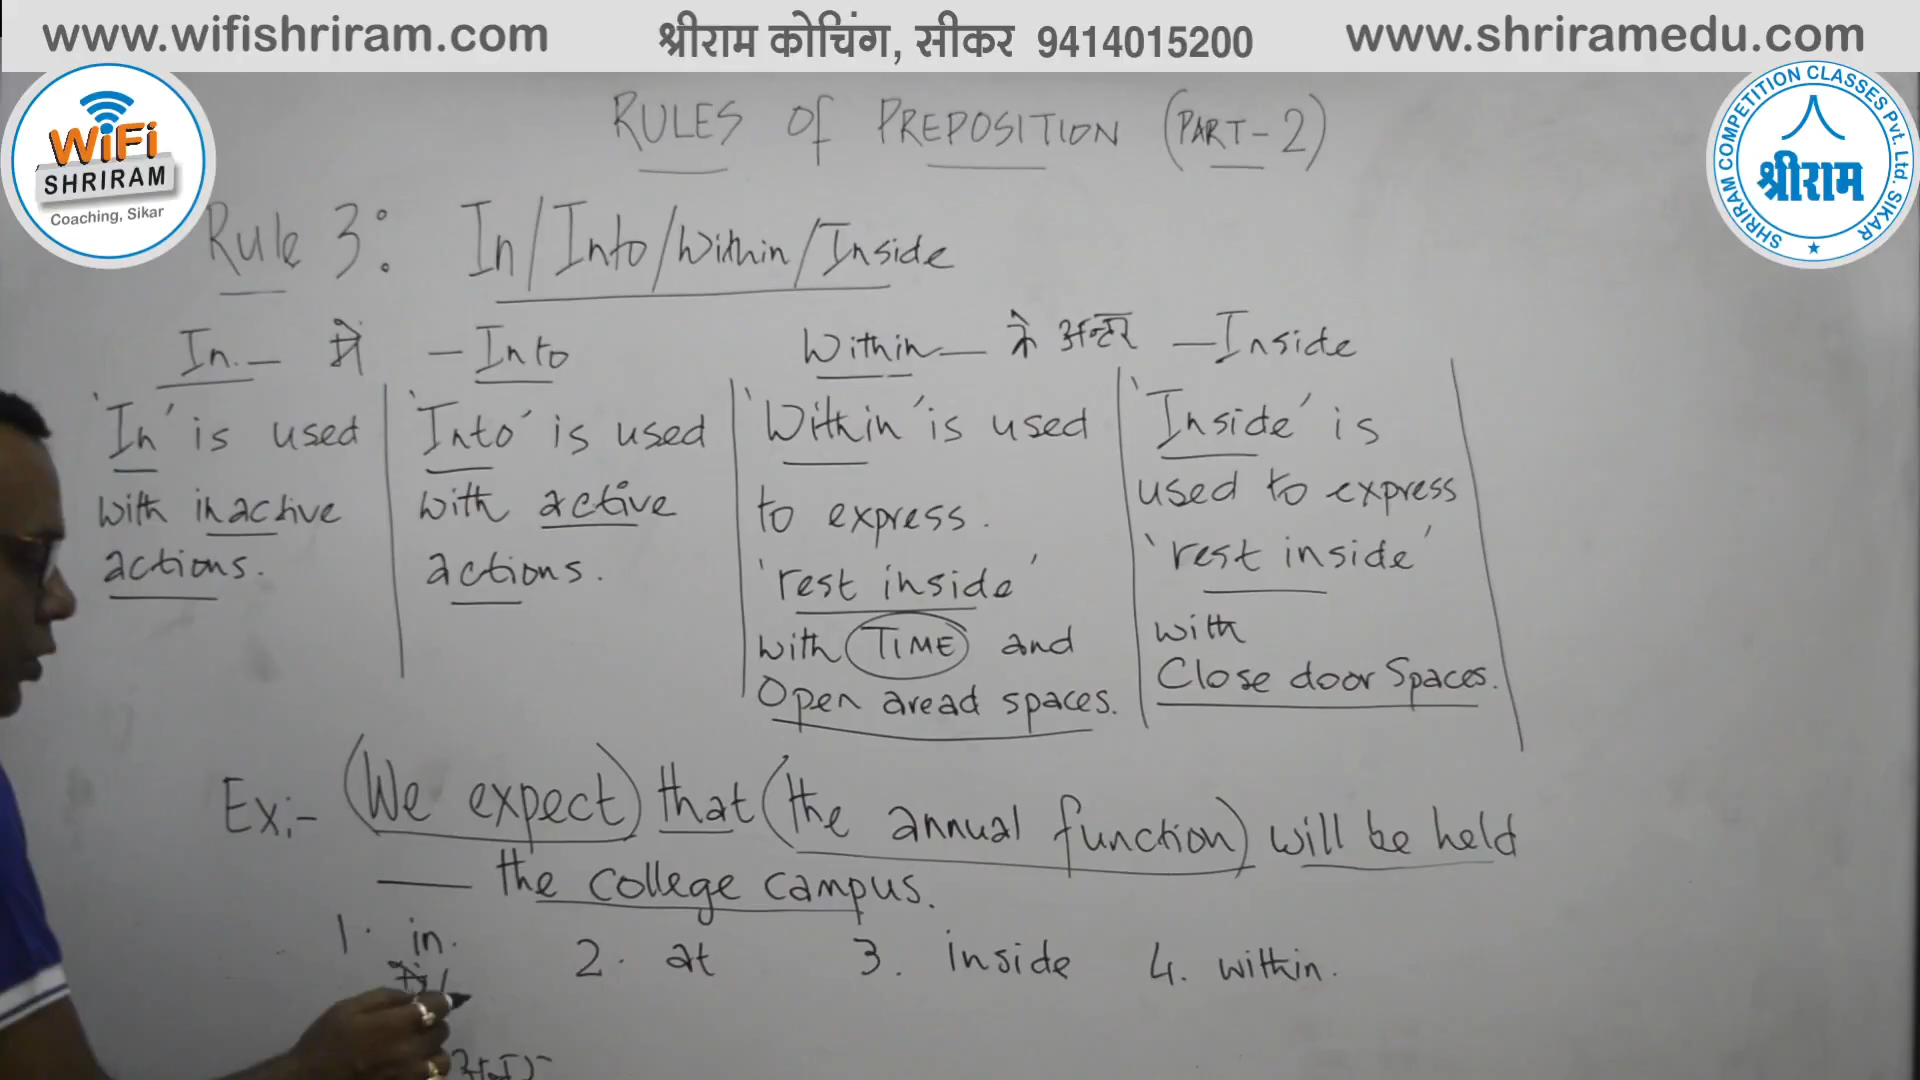 www.wifishriram.com
श्रीराम कोचिंग, सीकर 9414015200
www.shriramedu.com
WiFi
SHRIRAM
Coaching, Sikar
SHRIRAM COMPETITION CLASSES Pvt. Ltd. SIKAR
श्रीराम
RULES OF PREPOSITION (PART-2)
Rule 3: In/Into/Within/Inside
In. — में — Into
Within — के अन्दर — Inside
'In' is used
with inactive
actions.
'Into' is used
with active
actions.
'Within' is used
to express.
'rest inside'
with TIME and
Open aread spaces.
'Inside' is
used to express
'rest inside'
with
Close door Spaces.
Ex:- (We expect) that (the annual function) will be held
___ the college campus.
1. in. 2. at 3. inside 4. within.
में